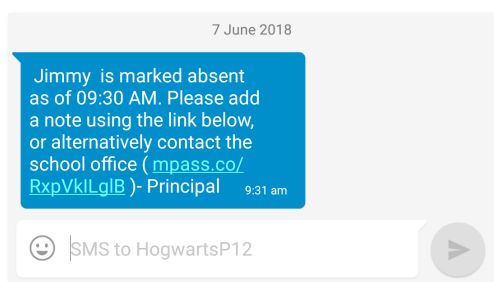 7 June 2018
Jimmy  is marked absent
as of 09:30 AM. Please add
a note using the link below,
or alternatively contact the
school office ( mpass.co/
RxpVkILglB )- Principal 9:31 am
SMS to HogwartsP12